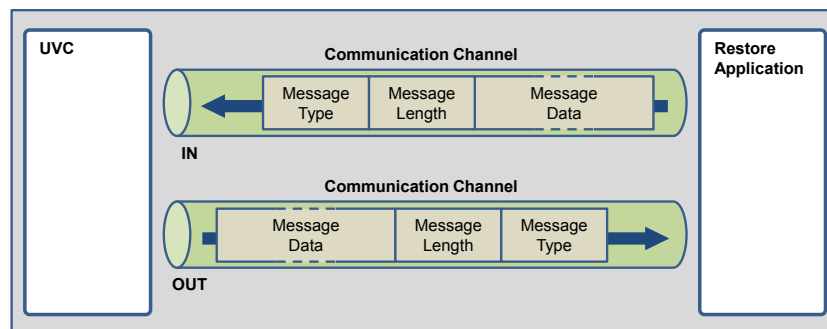 UVC
Communication Channel
Restore
Application
Message
Type
Message
Length
Message
Data
IN
Communication Channel
Message
Data
Message
Length
Message
Type
OUT